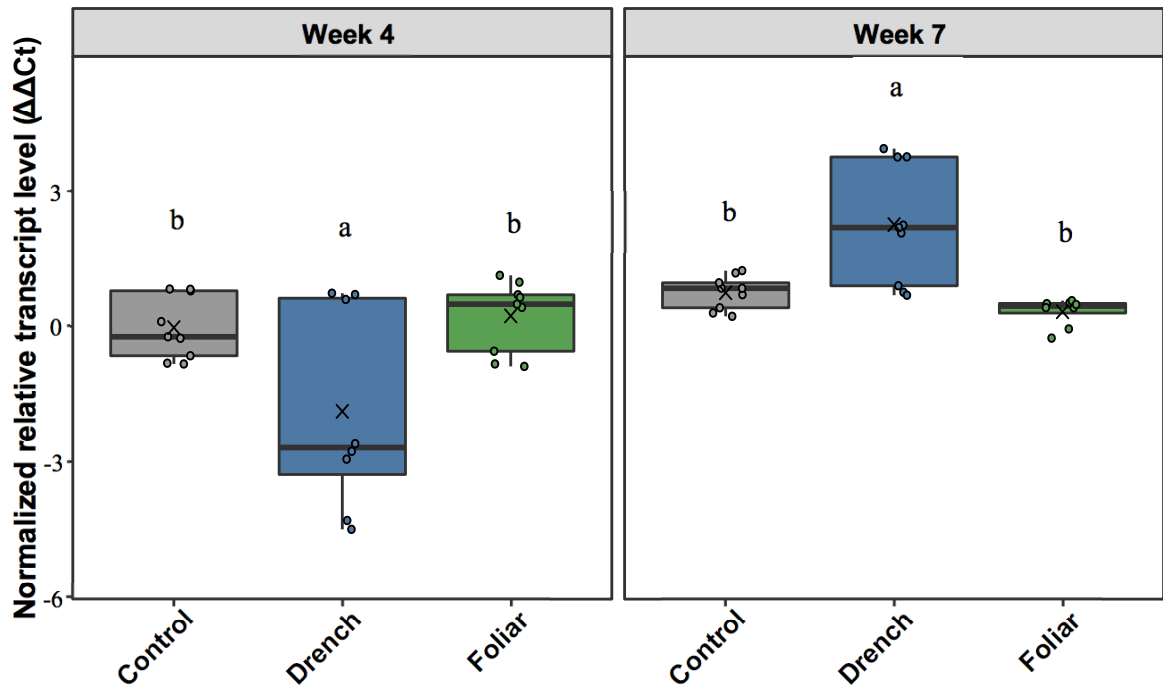 Normalized relative transcript level (ΔΔCt)
Week 4
Week 7
3
0
-3
-6
b
a
b
b
a
b
Control
Drench
Foliar
Control
Drench
Foliar